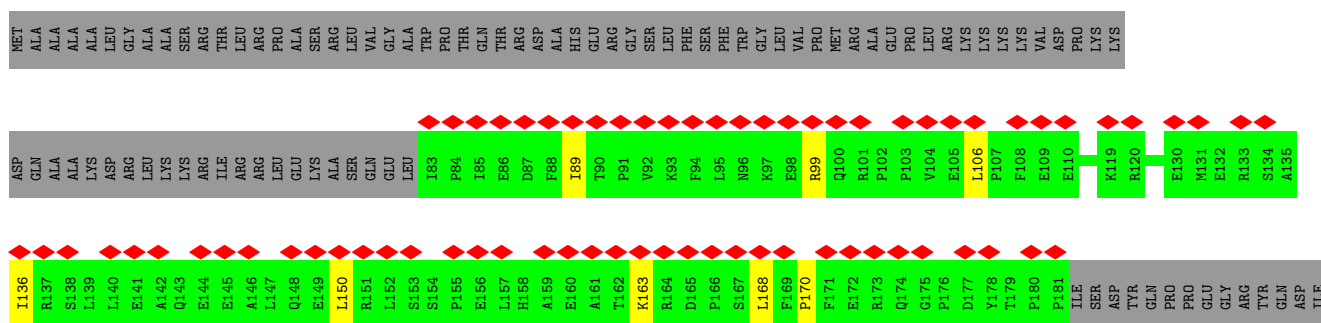 MET ALA ALA ALA ALA LEU GLY ALA ALA SER ARG THR LEU ARG PRO ALA SER ARG LEU VAL GLY ALA TRP PRO THR GLN THR ARG ASP ALA HIS GLU ARG GLY SER LEU PHE SER PHE TRP GLY LEU VAL PRO MET ARG ALA GLU PRO LEU ARG LYS LYS LYS LYS VAL ASP PRO LYS LYS
ASP GLN ALA ALA LYS ASP ARG LEU LYS LYS ARG ILE ARG ARG LEU GLU LYS ALA SER GLN GLU LEU I83 P84 I85 E86 D87 F88 I89 T90 P91 V92 K93 F94 L95 N96 K97 E98 R99 Q100 R101 P102 P103 V104 E105 L106 P107 F108 E109 E110 K119 R120 E130 M131 E132 R133 S134 A135
I136 R137 S138 L139 L140 E141 A142 Q143 E144 E145 A146 L147 Q148 E149 L150 R151 L152 S153 S154 P155 E156 L157 H158 A159 E160 A161 T162 K163 R164 D165 P166 S167 L168 F169 P170 F171 E172 R173 Q174 G175 P176 D177 Y178 T179 P180 P181 ILE SER ASP TYR GLN PRO PRO GLU GLY ARG TYR GLN ASP ILE